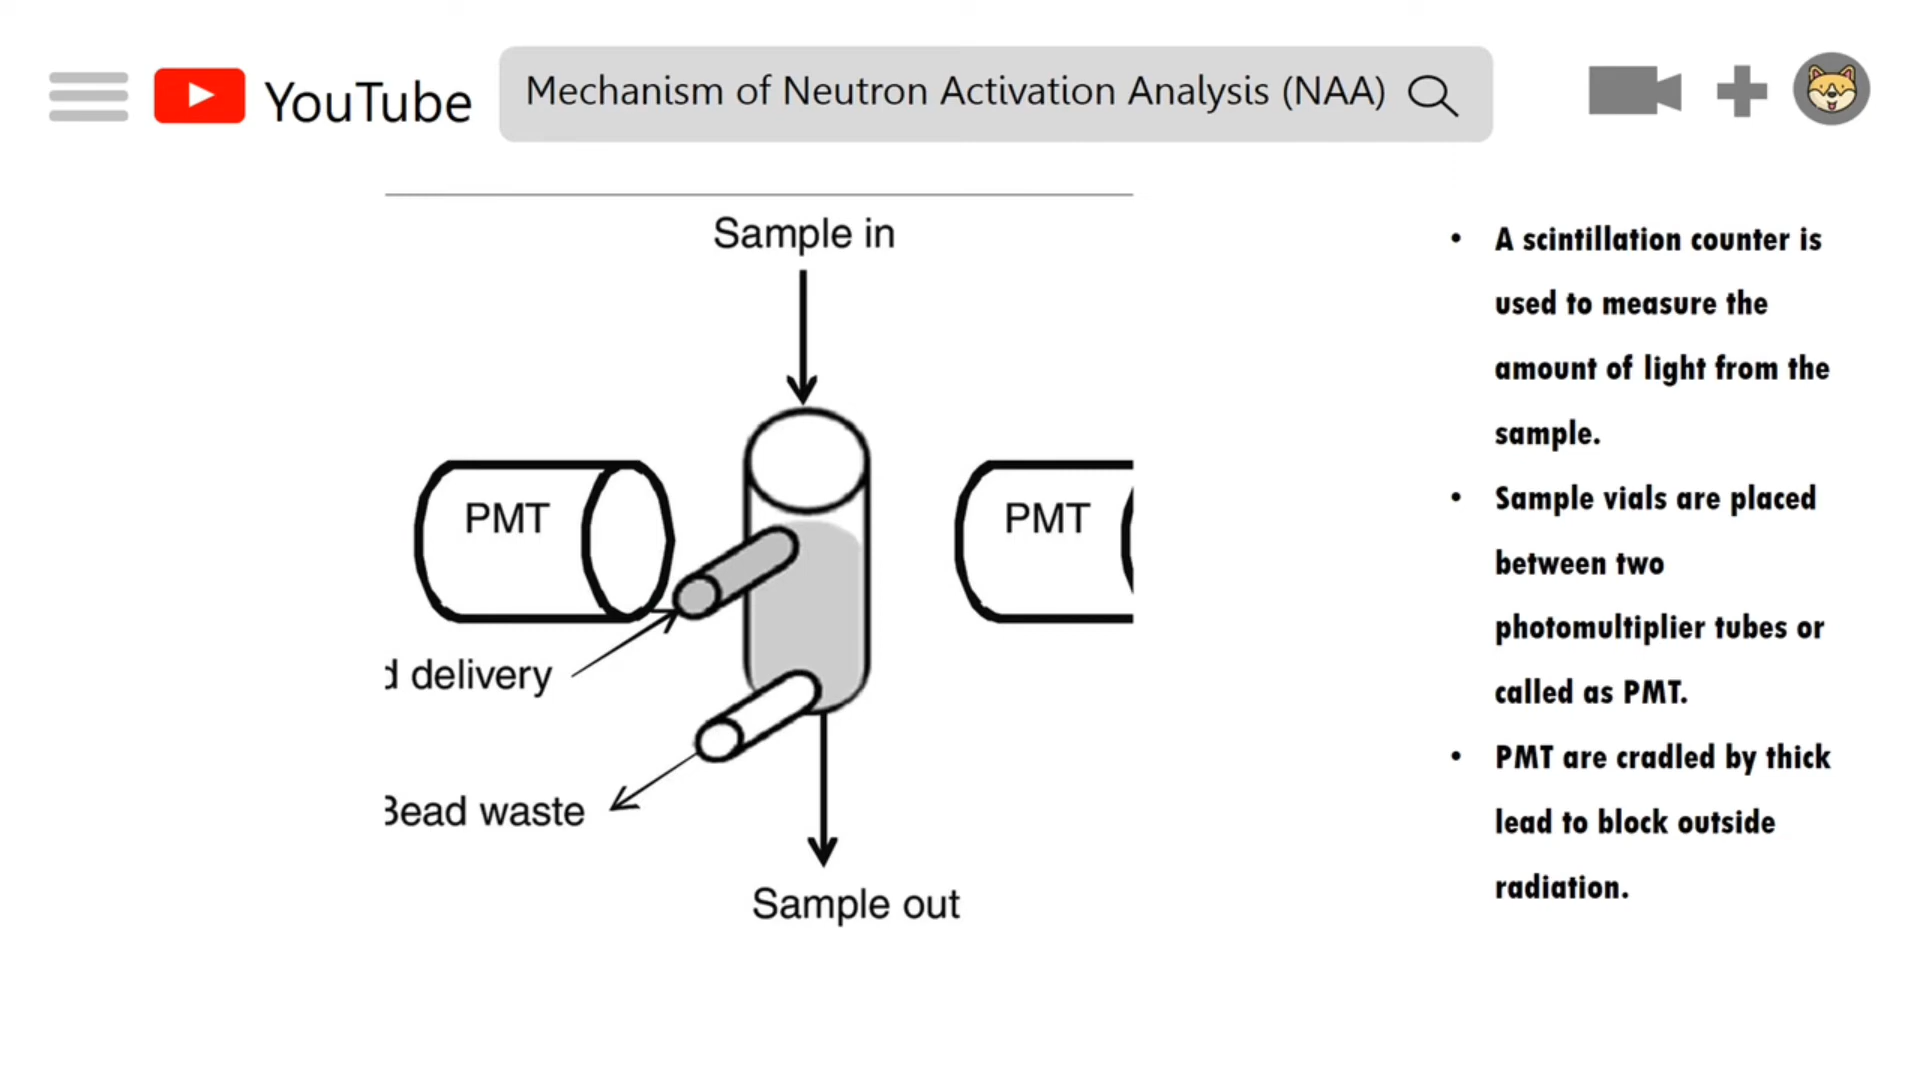 YouTube
Mechanism of Neutron Activation Analysis (NAA)
Sample in
PMT
PMT
delivery
waste
Sample out
• A scintillation counter is
used to measure the
amount of light from the
sample.
• Sample vials are placed
between two
photomultiplier tubes or
called as PMT.
• PMT are cradled by thick
lead to block outside
radiation.